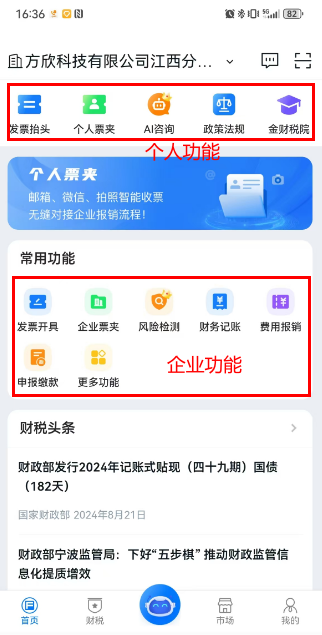 16:36
5G
82
方欣科技有限公司江西分...
发票抬头
个人票夹
AI咨询
政策法规
金财税院
个人功能
个人票夹
邮箱、微信、拍照智能收票
无缝对接企业报销流程！
常用功能
发票开具
企业票夹
风险检测
财务记账
费用报销
申报缴款
更多功能
企业功能
财税头条
财政部发行2024年记账式贴现（四十九期）国债
（182天）
国家财政部 2024年8月21日
财政部宁波监管局：下好“五步棋” 推动财政监管信
息化提质增效
首页
财税
市场
我的